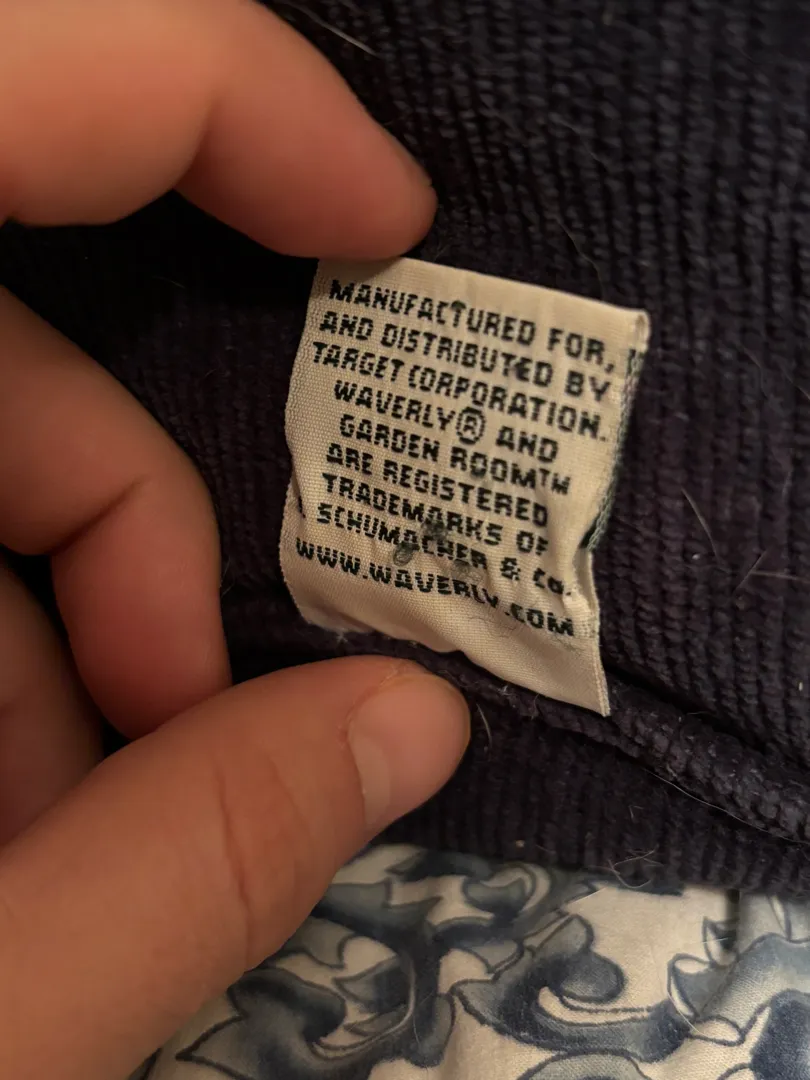 MANUFACTURED FOR,
AND DISTRIBUTED BY
TARGET CORPORATION.
WAVERLY® AND
GARDEN ROOM™
ARE REGISTERED
TRADEMARKS OF
SCHUMACHER & Co.
WWW.WAVERLY.COM